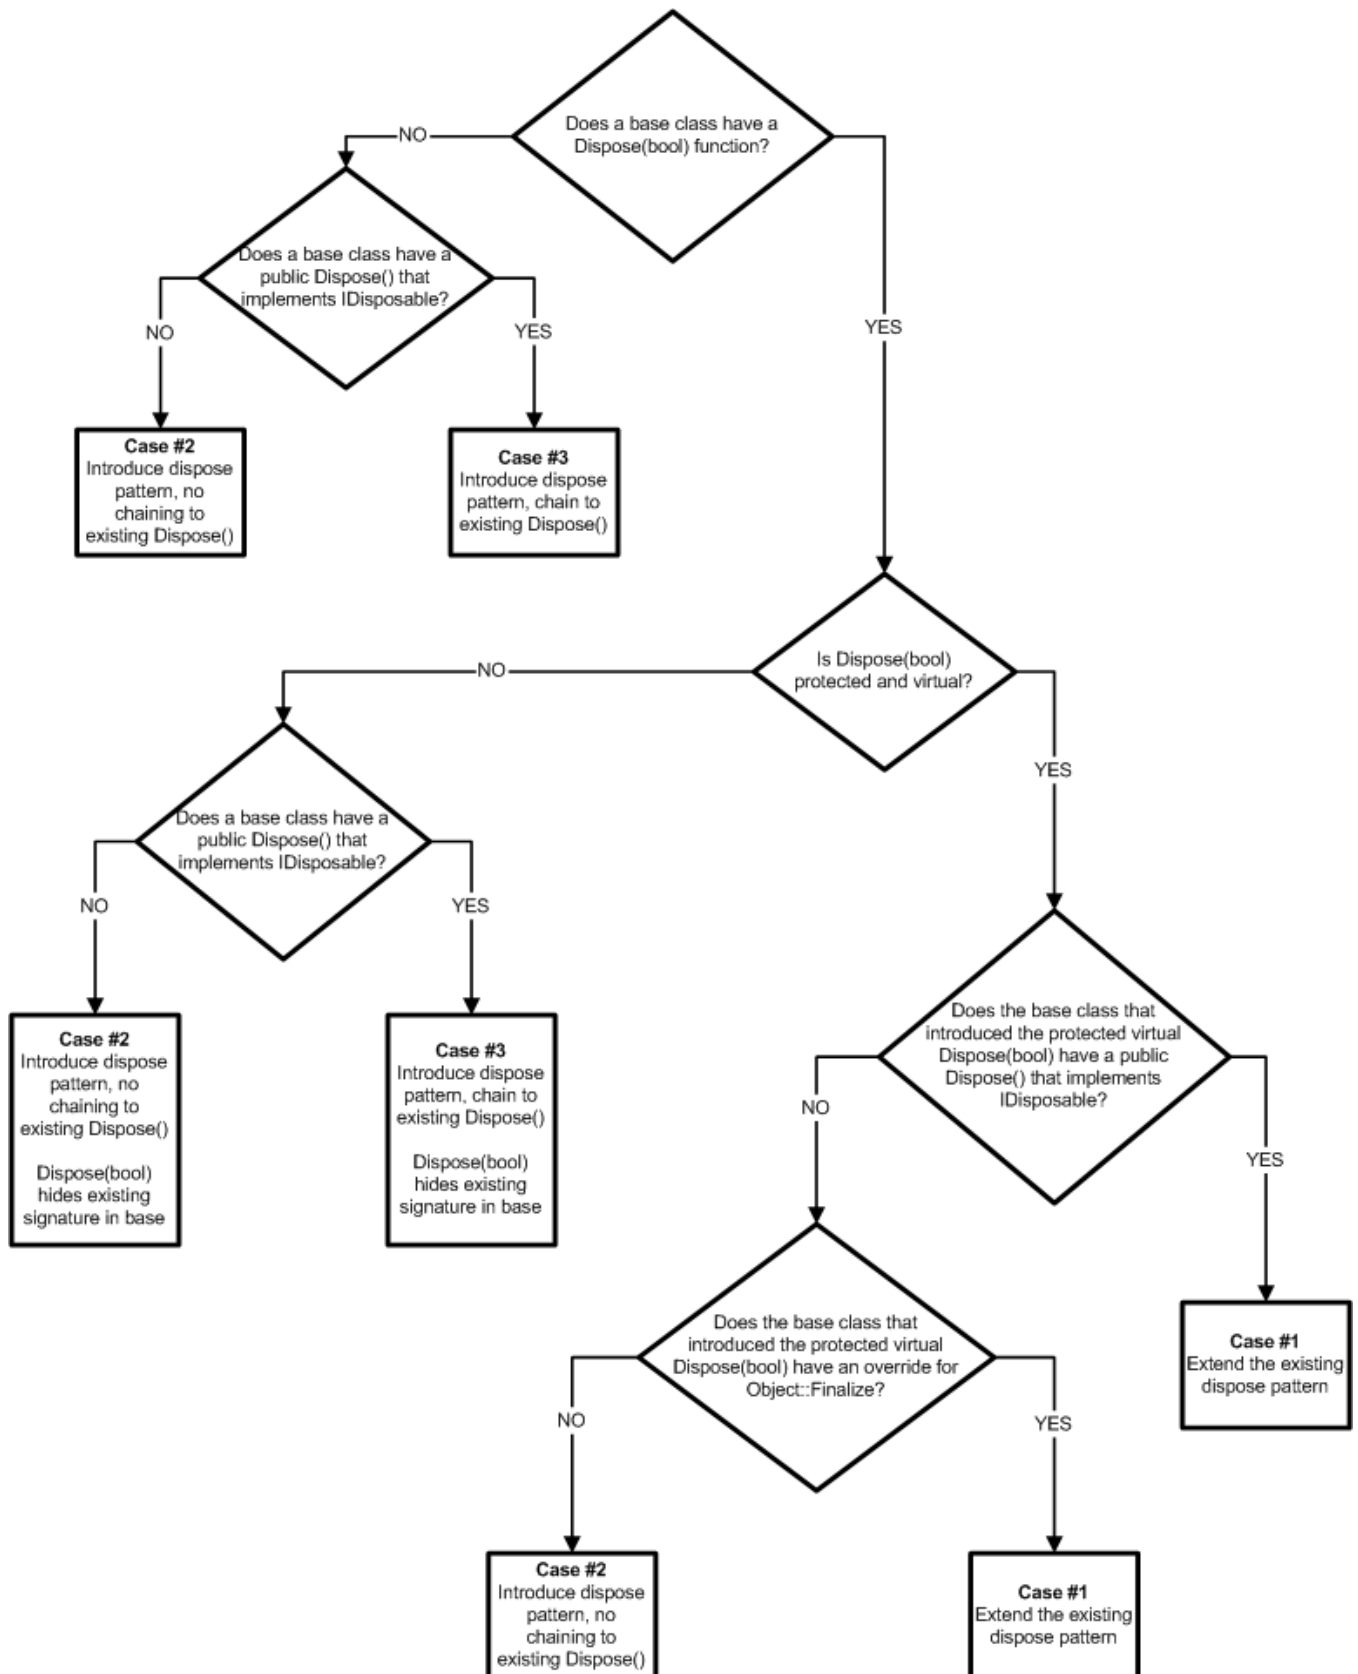 Does a base class have a
Dispose(bool) function?
NO
YES
Does a base class have a
public Dispose() that
implements IDisposable?
NO
YES
Case #2
Introduce dispose
pattern, no
chaining to
existing Dispose()
Case #3
Introduce dispose
pattern, chain to
existing Dispose()
Is Dispose(bool)
protected and virtual?
NO
YES
Does a base class have a
public Dispose() that
implements IDisposable?
NO
YES
Case #2
Introduce dispose
pattern, no
chaining to
existing Dispose()
Dispose(bool)
hides existing
signature in base
Case #3
Introduce dispose
pattern, chain to
existing Dispose()
Dispose(bool)
hides existing
signature in base
Does the base class that
introduced the protected virtual
Dispose(bool) have a public
Dispose() that implements
IDisposable?
NO
YES
Does the base class that
introduced the protected virtual
Dispose(bool) have an override for
Object::Finalize?
NO
YES
Case #1
Extend the existing
dispose pattern
Case #2
Introduce dispose
pattern, no
chaining to
existing Dispose()
Case #1
Extend the existing
dispose pattern